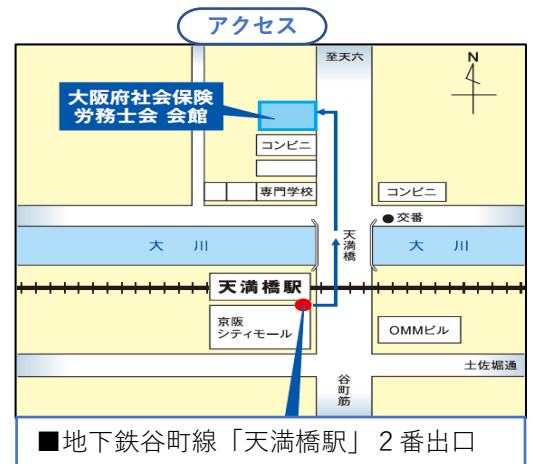 アクセス
至天六
N
大阪府社会保険
労務士会 会館
コンビニ
専門学校
コンビニ
●交番
大川
天満橋
大川
天満橋駅
京阪
シティモール
OMMビル
土佐堀通
谷町筋
■地下鉄谷町線「天満橋駅」２番出口